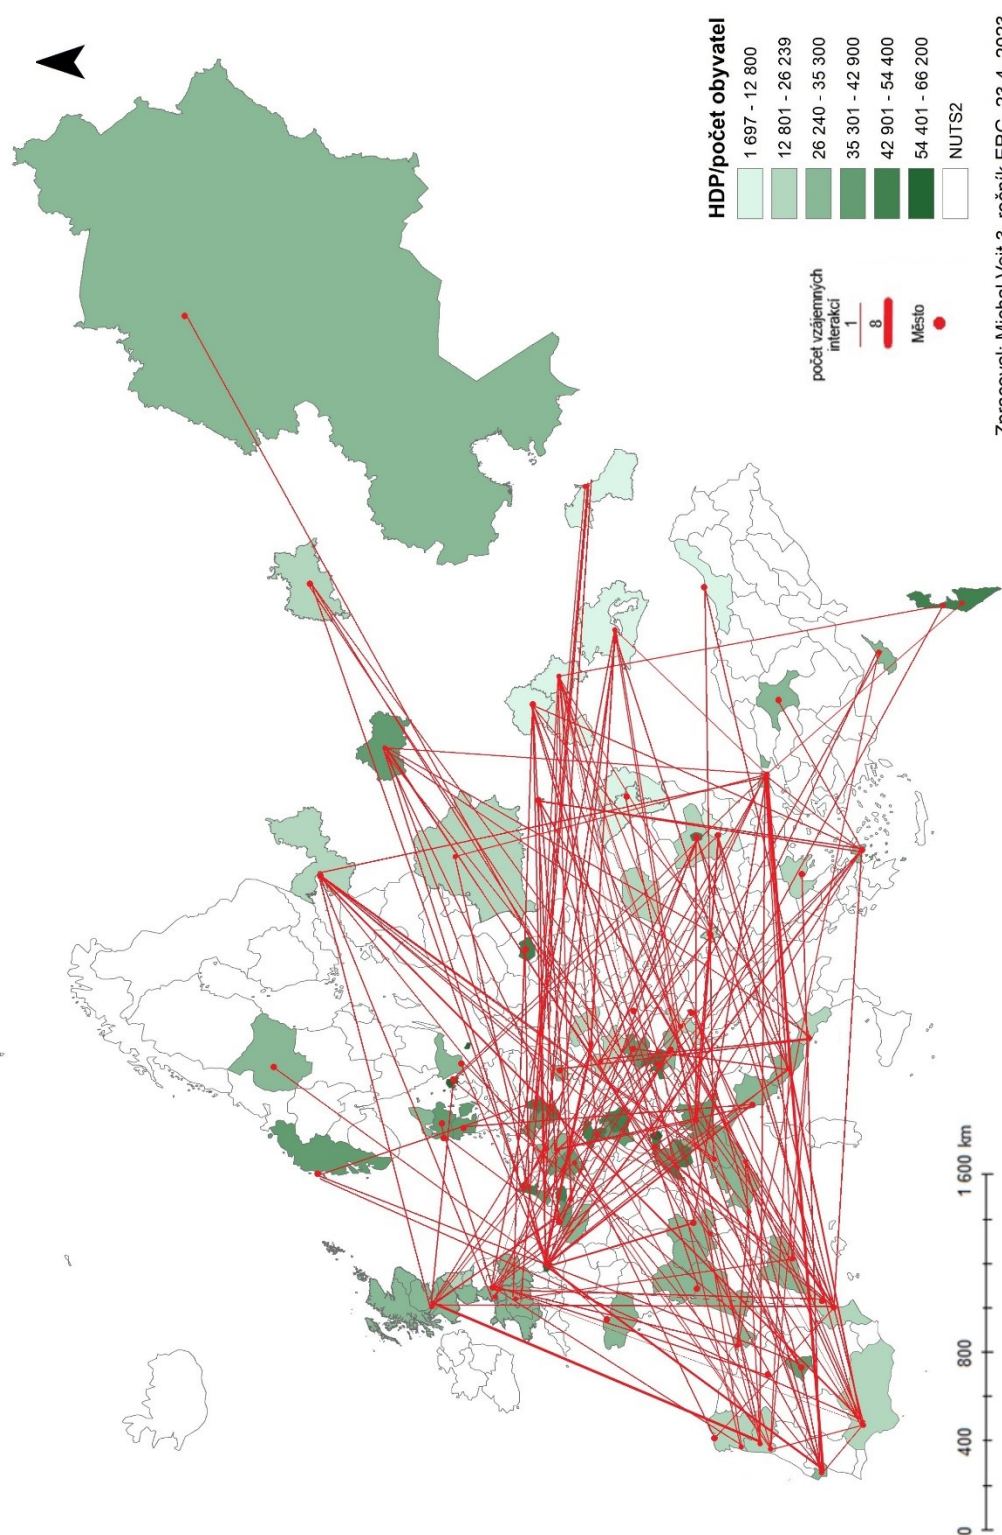 HDP/počet obyvatel
1 697 - 12 800
12 801 - 26 239
26 240 - 35 300
35 301 - 42 900
42 901 - 54 400
54 401 - 66 200
NUTS2
počet vzájemných
interakcí
1
8
Město
0 400 800 1 600 km